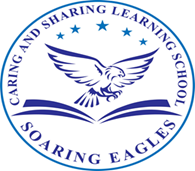 CARING AND SHARING LEARNING SCHOOL
SOARING EAGLES